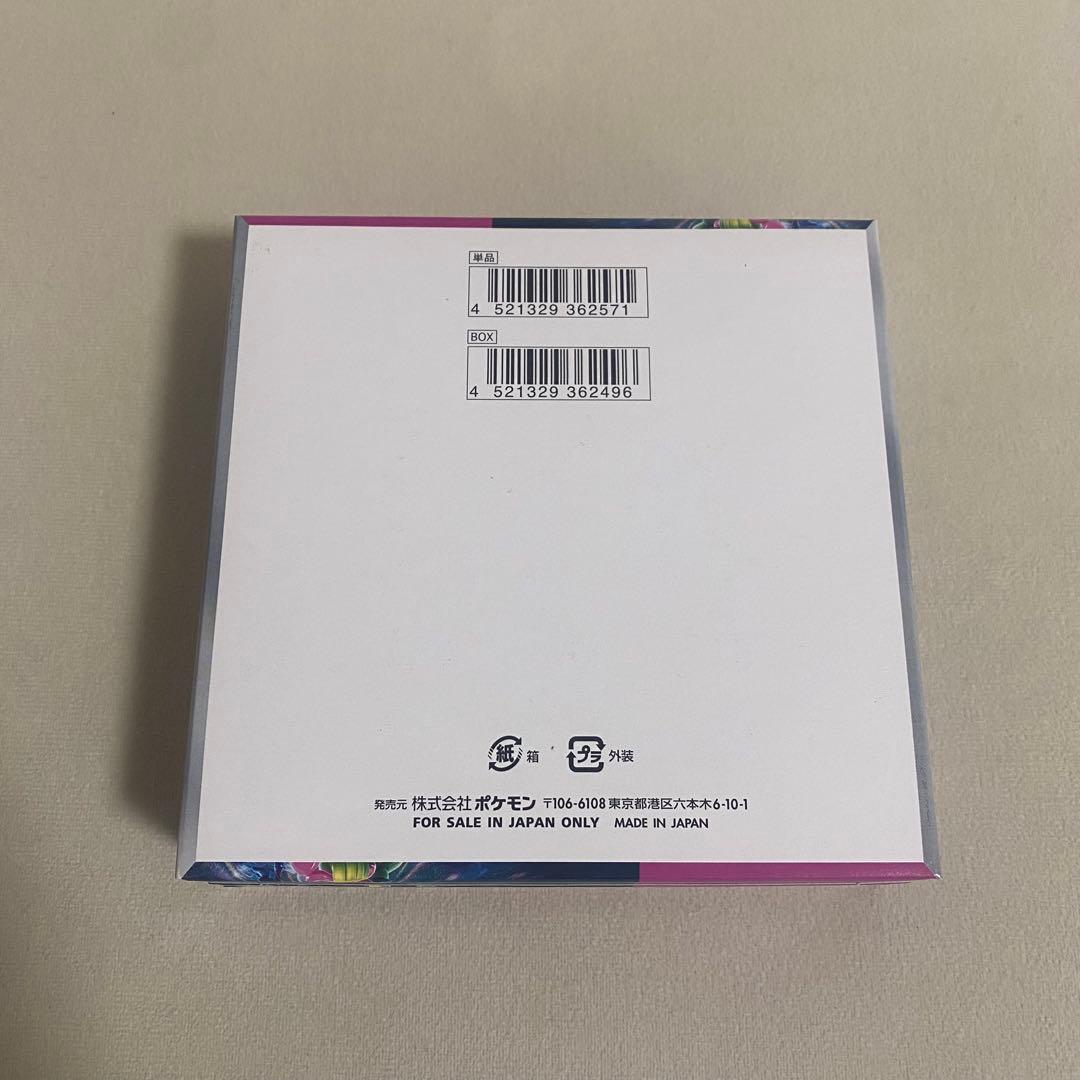 単品
4 521329 362571
BOX
4 521329 362496
紙 箱 プラ 外装
発売元 株式会社ポケモン 〒106-6108 東京都港区六本木6-10-1
FOR SALE IN JAPAN ONLY MADE IN JAPAN